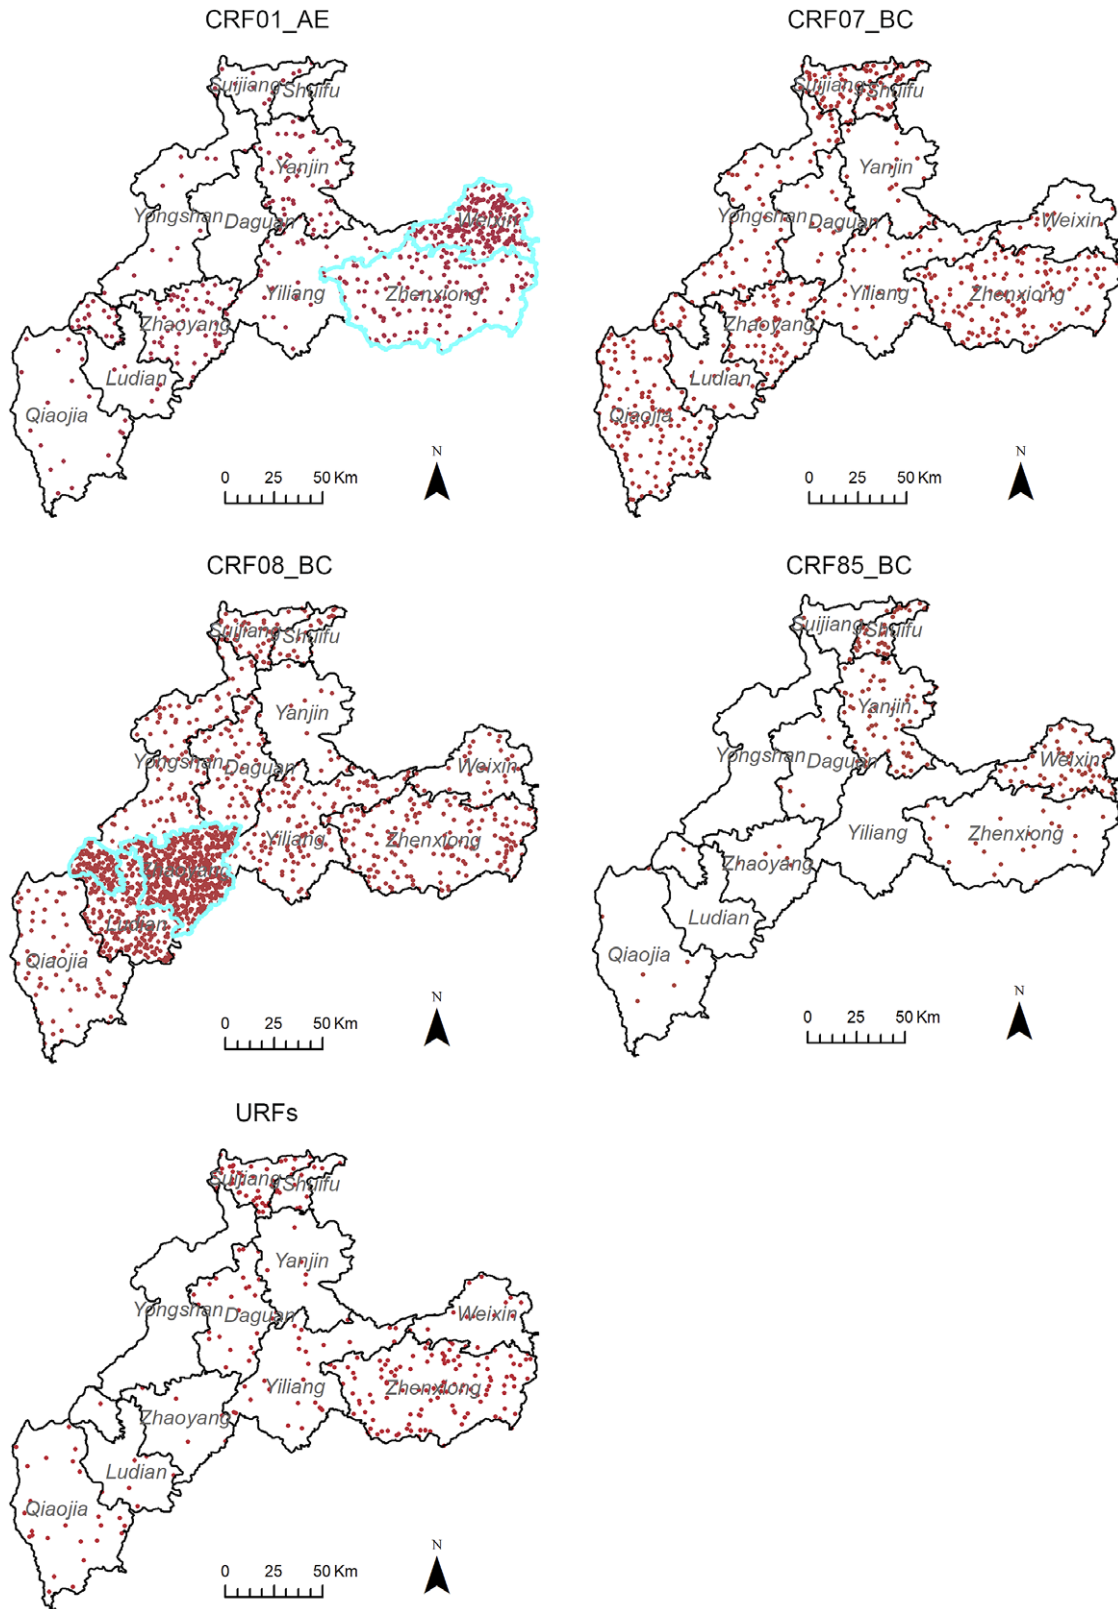 CRF01_AE
Suijiang
Shuifu
Yanjin
Weixin
Yongshan
Daguan
Yiliang
Zhenxiong
Zhaoyang
Ludian
Qiaojia
N
0 25 50 Km
CRF07_BC
Suijiang
Shuifu
Yanjin
Weixin
Yongshan
Daguan
Yiliang
Zhenxiong
Zhaoyang
Ludian
Qiaojia
N
0 25 50 Km
CRF08_BC
Suijiang
Shuifu
Yanjin
Weixin
Yongshan
Daguan
Yiliang
Zhenxiong
Zhaoyang
Ludian
Qiaojia
N
0 25 50 Km
CRF85_BC
Suijiang
Shuifu
Yanjin
Weixin
Yongshan
Daguan
Yiliang
Zhenxiong
Zhaoyang
Ludian
Qiaojia
N
0 25 50 Km
URFs
Suijiang
Shuifu
Yanjin
Weixin
Yongshan
Daguan
Yiliang
Zhenxiong
Zhaoyang
Ludian
Qiaojia
N
0 25 50 Km